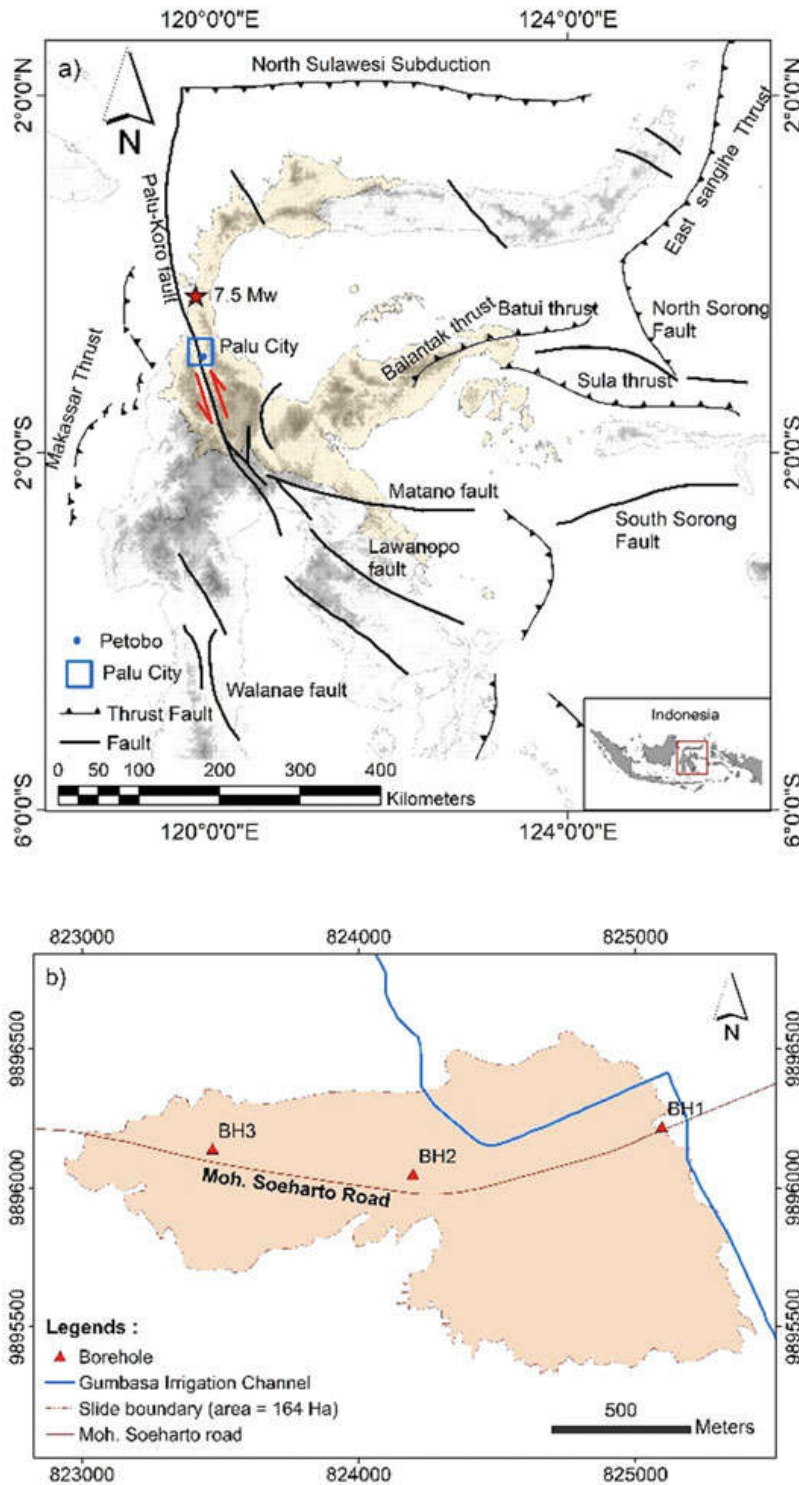 120°0'0"E 124°0'0"E
a)
North Sulawesi Subduction
2°0'0"N 2°0'0"N
N
Palu-Koro fault
East sangihe Thrust
7.5 Mw
Palu City
Batui thrust
Balantak thrust
North Sorong
Fault
Sula thrust
Makassar Thrust
2°0'0"S 2°0'0"S
Matano fault
South Sorong
Fault
Lawanopo
fault
Petobo
Palu City
Walanae fault
Thrust Fault
Fault
Indonesia
0 50 100 200 300 400
Kilometers
6°0'0"S 6°0'0"S
120°0'0"E 124°0'0"E
823000 824000 825000
b)
N
9896500 9896500
BH1
BH3
BH2
Moh. Soeharto Road
9896000 9896000
Legends :
Borehole
Gumbasa Irrigation Channel
Slide boundary (area = 164 Ha)
Moh. Soeharto road
500
Meters
9895500 9895500
823000 824000 825000